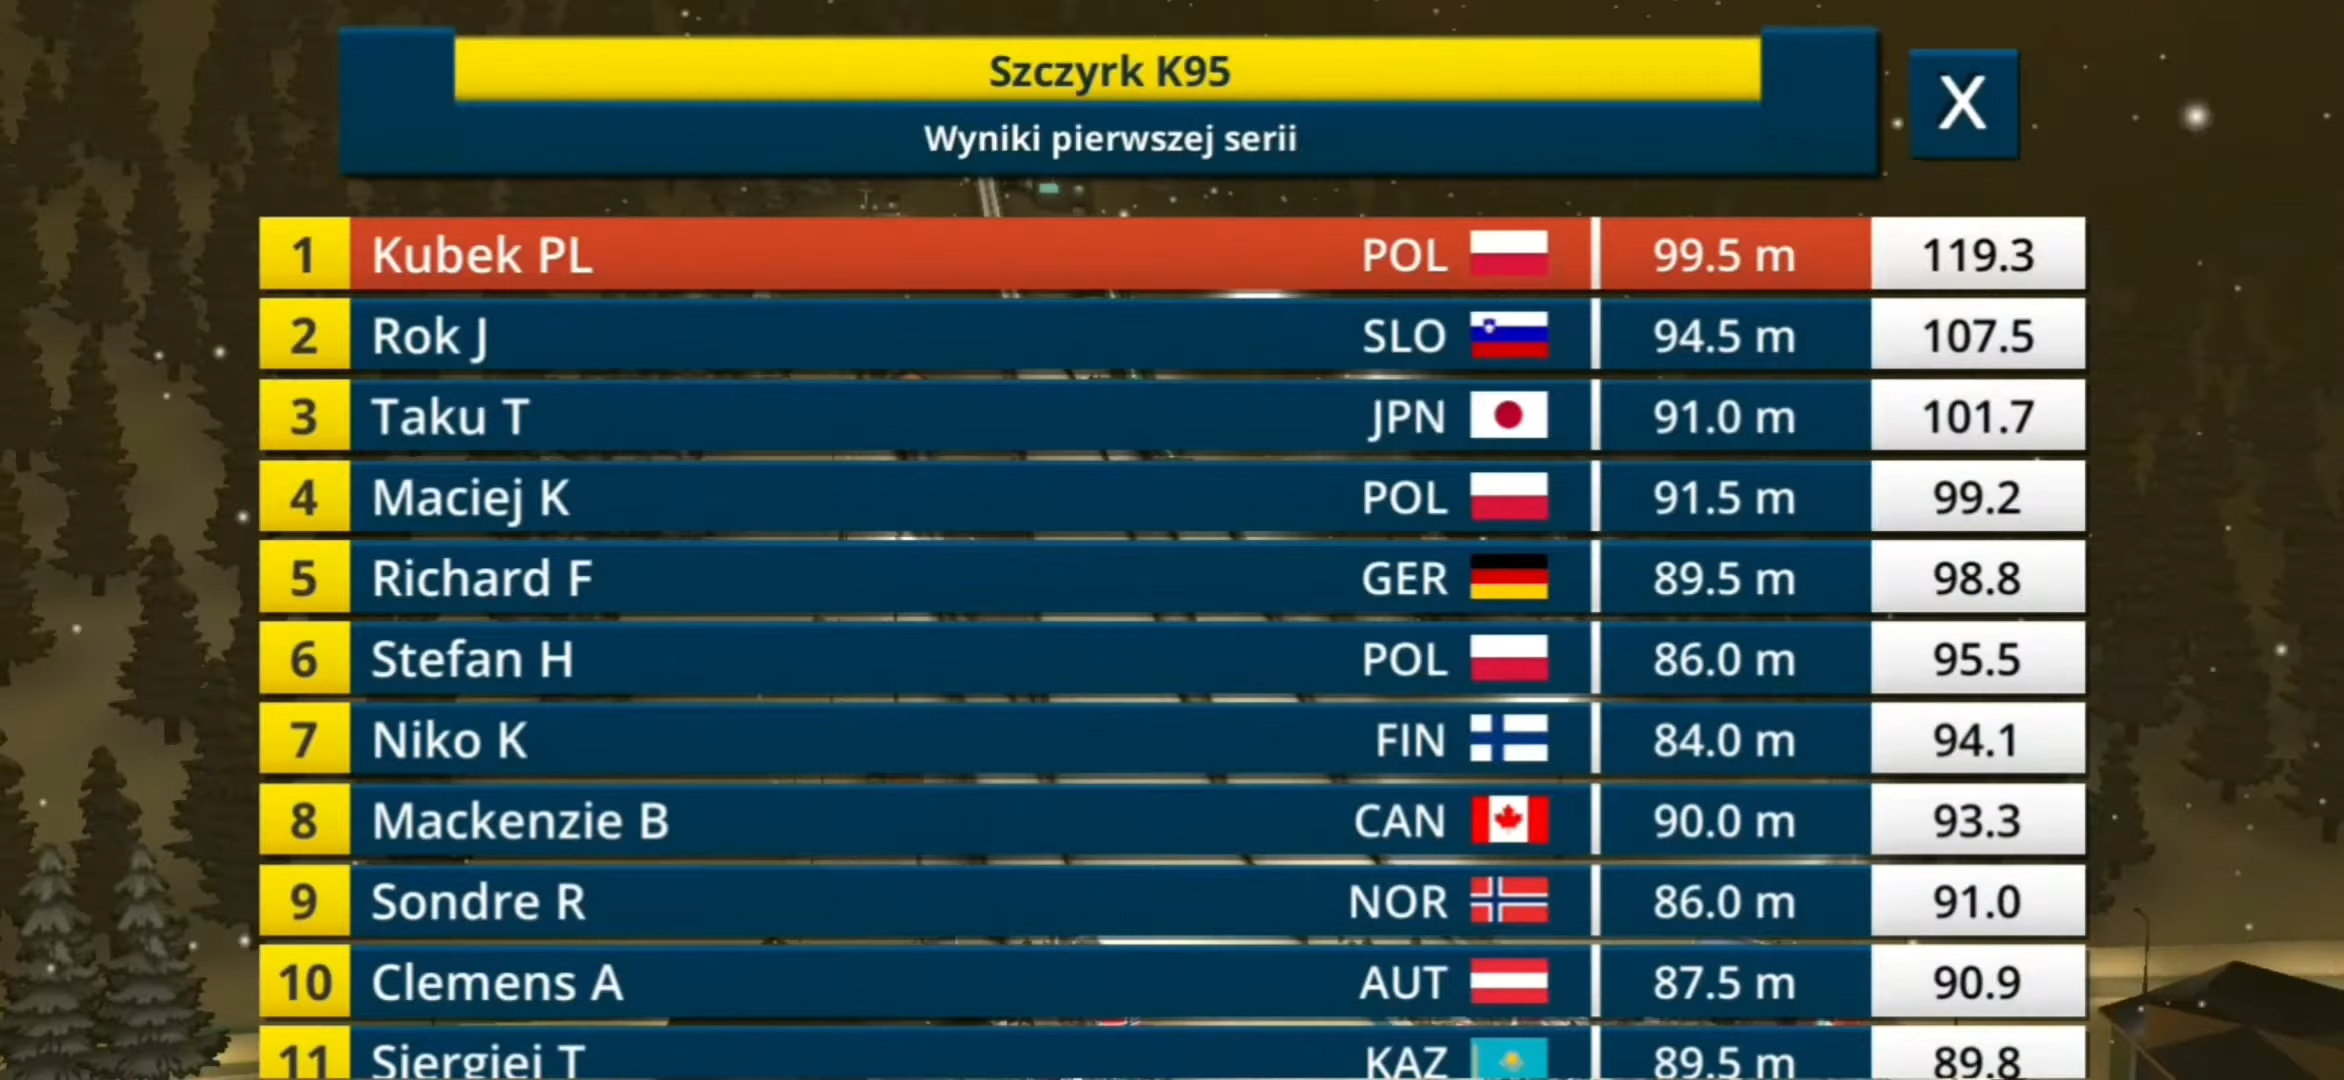 Szczyrk K95
X
Wyniki pierwszej serii
1 Kubek PL POL 99.5 m 119.3
2 Rok J SLO 94.5 m 107.5
3 Taku T JPN 91.0 m 101.7
4 Maciej K POL 91.5 m 99.2
5 Richard F GER 89.5 m 98.8
6 Stefan H POL 86.0 m 95.5
7 Niko K FIN 84.0 m 94.1
8 Mackenzie B CAN 90.0 m 93.3
9 Sondre R NOR 86.0 m 91.0
10 Clemens A AUT 87.5 m 90.9
11 Siergiej T KAZ 89.5 m 89.8